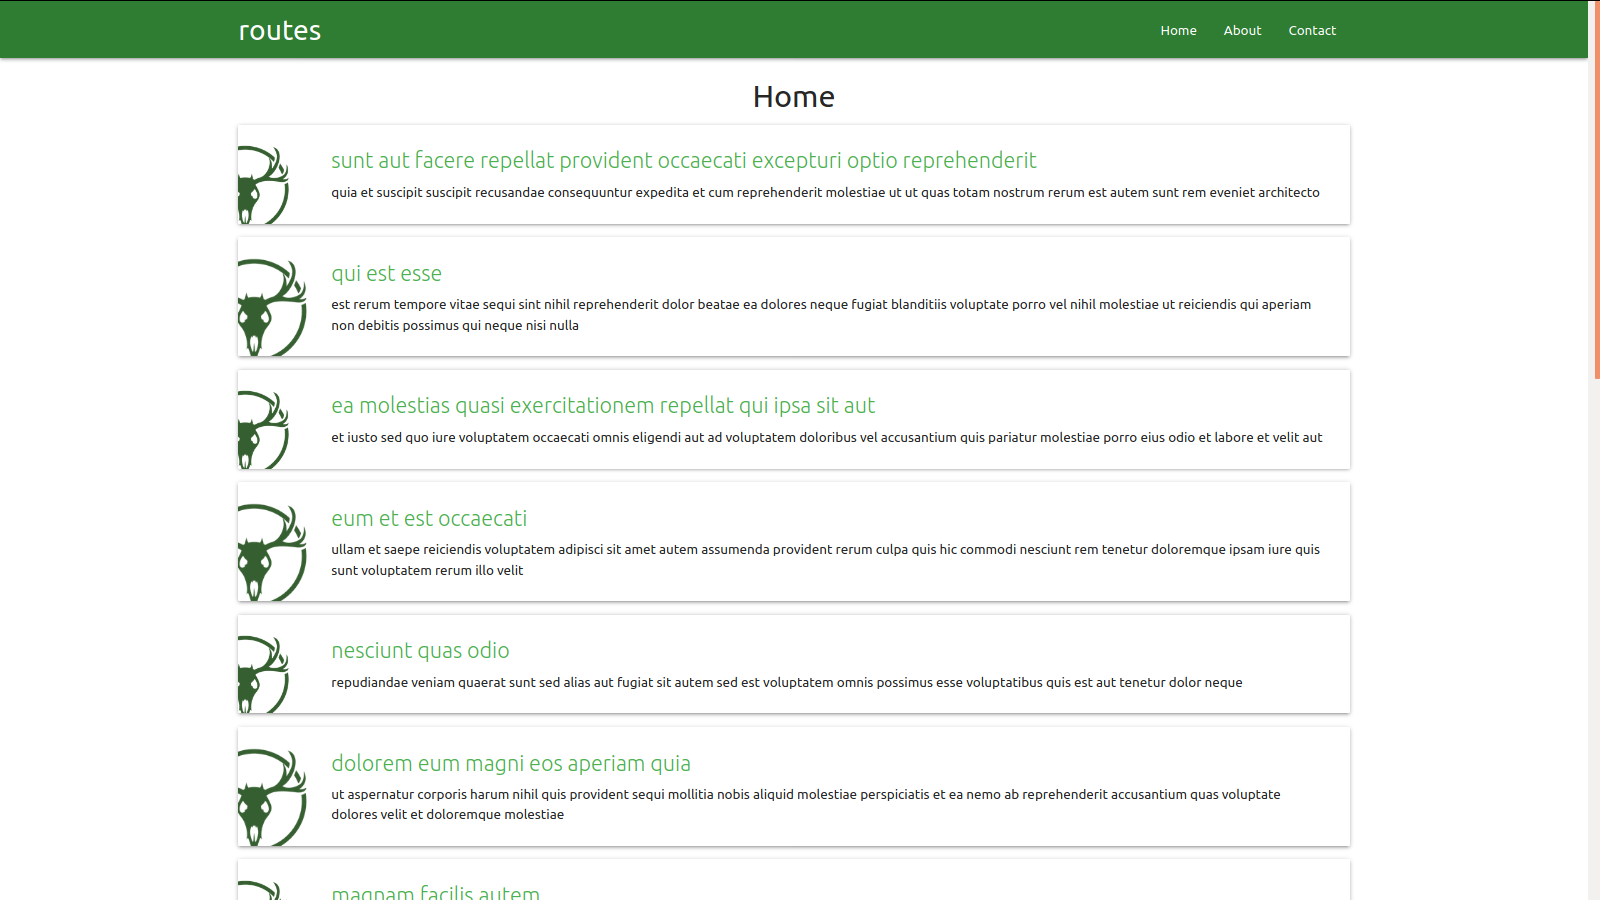 routes
Home
About
Contact
Home
sunt aut facere repellat provident occaecati excepturi optio reprehenderit
quia et suscipit suscipit recusandae consequuntur expedita et cum reprehenderit molestiae ut ut quas totam nostrum rerum est autem sunt rem eveniet architecto
qui est esse
est rerum tempore vitae sequi sint nihil reprehenderit dolor beatae ea dolores neque fugiat blanditiis voluptate porro vel nihil molestiae ut reiciendis qui aperiam
non debitis possimus qui neque nisi nulla
ea molestias quasi exercitationem repellat qui ipsa sit aut
et iusto sed quo iure voluptatem occaecati omnis eligendi aut ad voluptatem doloribus vel accusantium quis pariatur molestiae porro eius odio et labore et velit aut
eum et est occaecati
ullam et saepe reiciendis voluptatem adipisci sit amet autem assumenda provident rerum culpa quis hic commodi nesciunt rem tenetur doloremque ipsam iure quis
sunt voluptatem rerum illo velit
nesciunt quas odio
repudiandae veniam quaerat sunt sed alias aut fugiat sit autem sed est voluptatem omnis possimus esse voluptatibus quis est aut tenetur dolor neque
dolorem eum magni eos aperiam quia
ut aspernatur corporis harum nihil quis provident sequi mollitia nobis aliquid molestiae perspiciatis et ea nemo ab reprehenderit accusantium quas voluptate
dolores velit et doloremque molestiae
magnam facilis autem